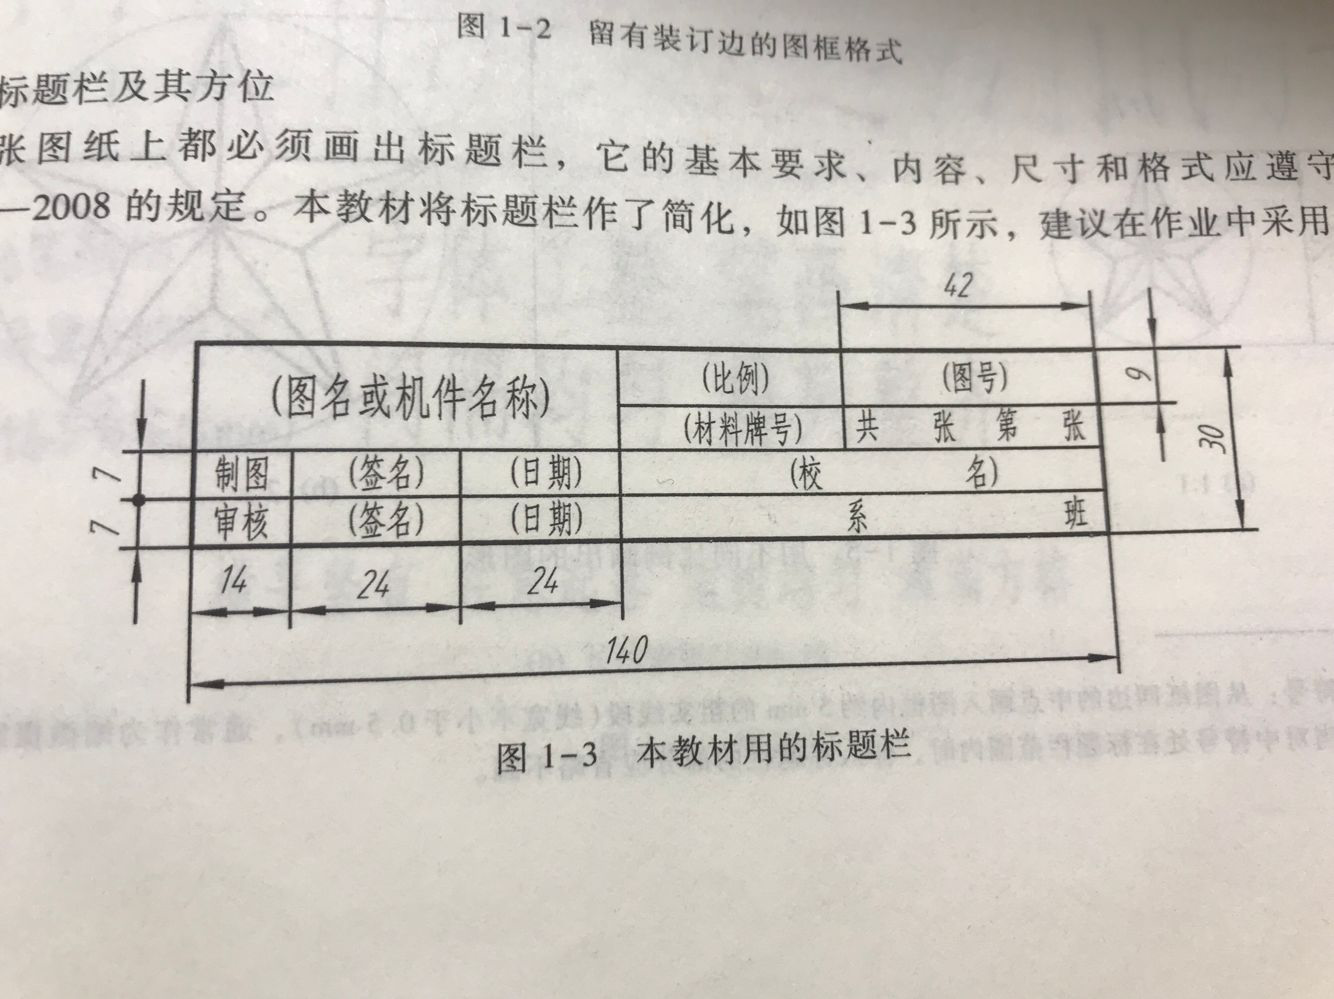 图 1-2 留有装订边的图框格式
标题栏及其方位
张图纸上都必须画出标题栏，它的基本要求、内容、尺寸和格式应遵守
—2008 的规定。本教材将标题栏作了简化，如图 1-3 所示，建议在作业中采用
42
(图名或机件名称) (比例) (图号) 9
(材料牌号) 共 张 第 张 30
7 制图 (签名) (日期) (校 名)
7 审核 (签名) (日期) 系 班
14 24 24
140
图 1-3 本教材用的标题栏